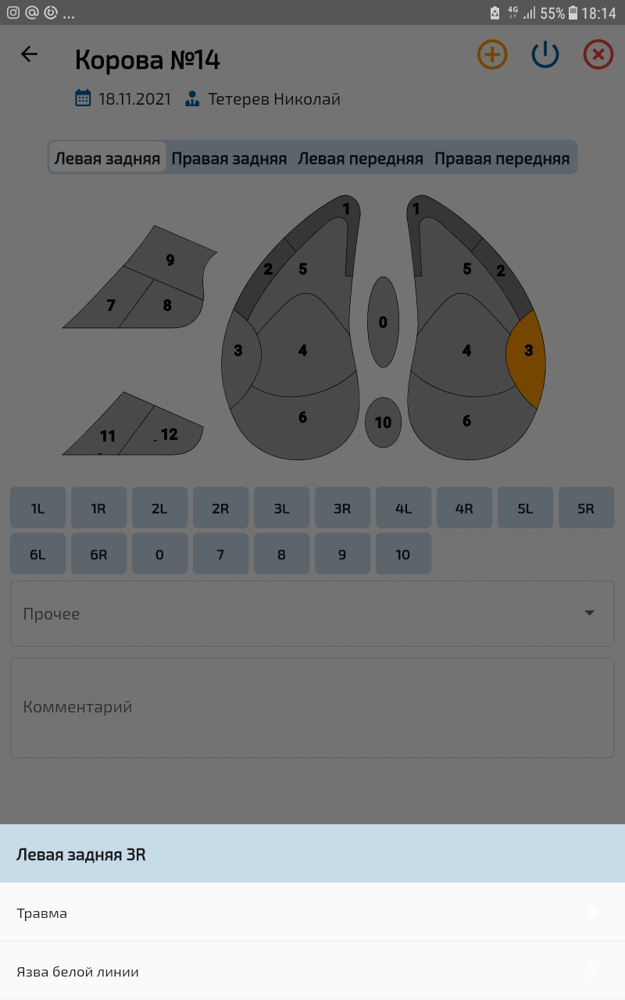 ... 4G 55% 18:14
Корова №14
18.11.2021 Тетерев Николай
Левая задняя Правая задняя Левая передняя Правая передняя
1 1
9 2 5 5 2
7 8 0
3 4 4 3
6 10 6
11 12
1L 1R 2L 2R 3L 3R 4L 4R 5L 5R
6L 6R 0 7 8 9 10
Прочее
Комментарий
Левая задняя 3R
Травма
Язва белой линии